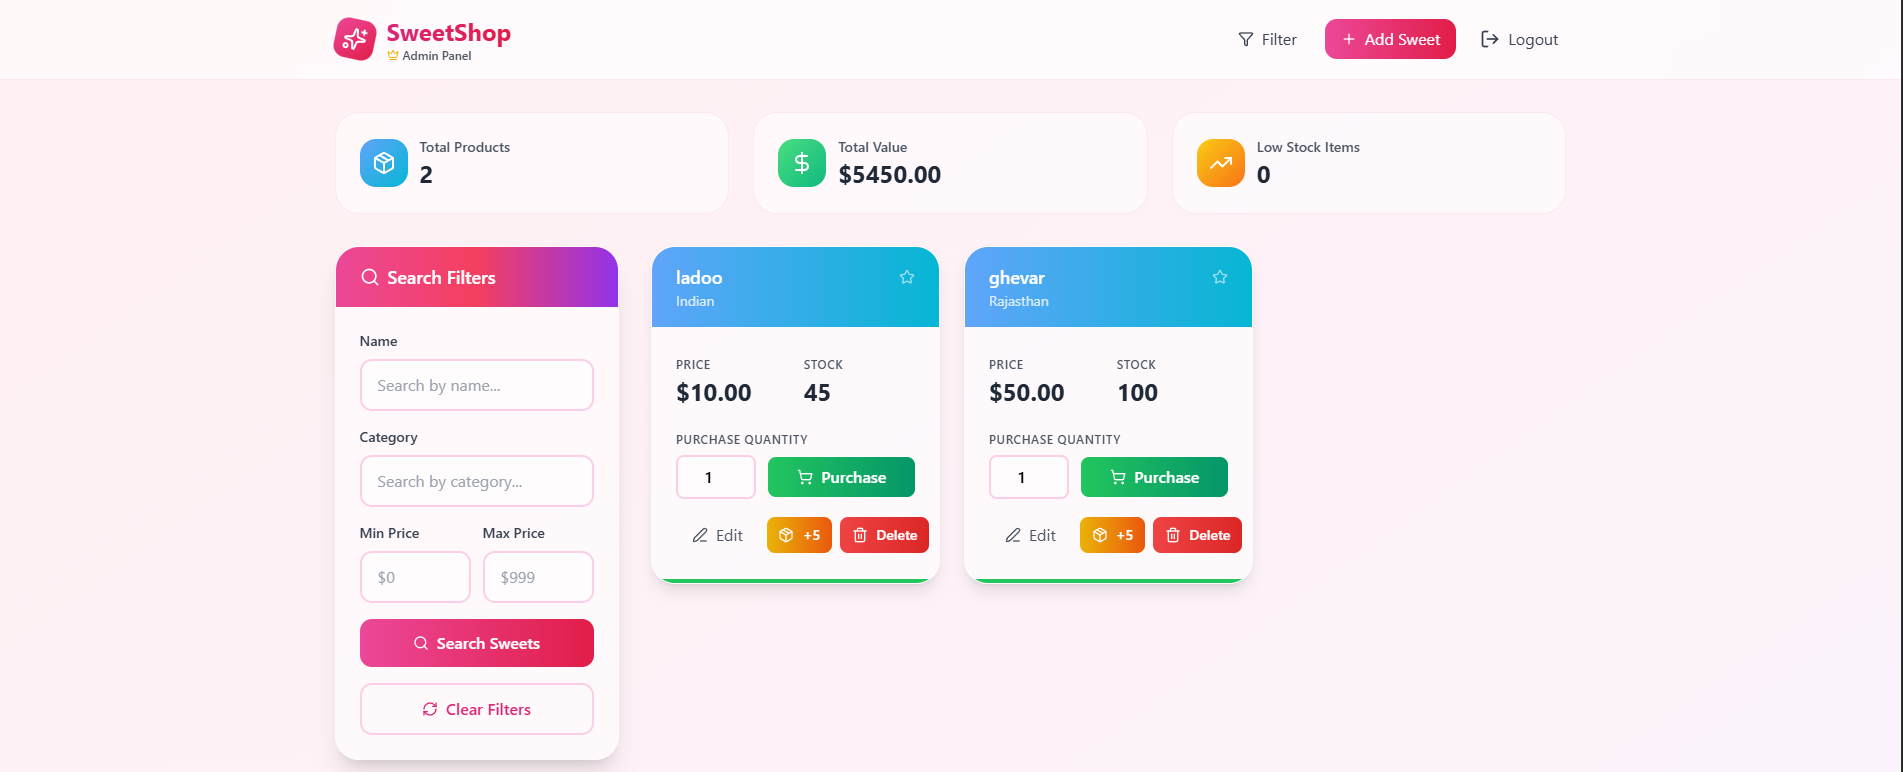 SweetShop
Admin Panel
Filter
Add Sweet
Logout
Total Products
2
Total Value
$5450.00
Low Stock Items
0
Search Filters
Name
Search by name...
Category
Search by category...
Min Price Max Price
$0 $999
Search Sweets
Clear Filters
ladoo
Indian
PRICE STOCK
$10.00 45
PURCHASE QUANTITY
1 Purchase
Edit +5 Delete
ghevar
Rajasthan
PRICE STOCK
$50.00 100
PURCHASE QUANTITY
1 Purchase
Edit +5 Delete